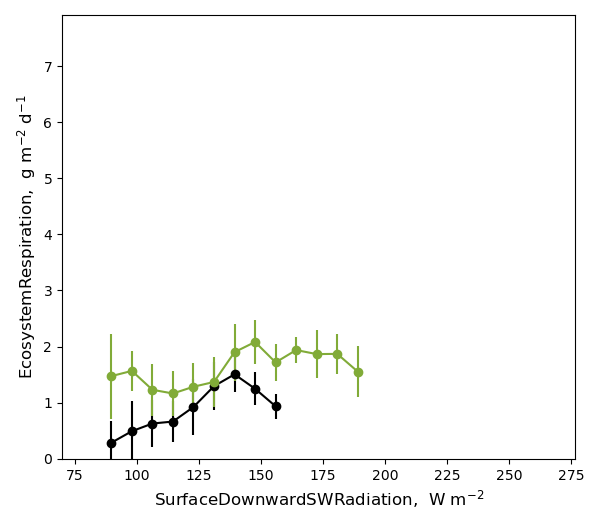 7
6
5
4
3
2
1
0
75 100 125 150 175 200 225 250 275
EcosystemRespiration, g m⁻² d⁻¹
SurfaceDownwardSWRadiation, W m⁻²